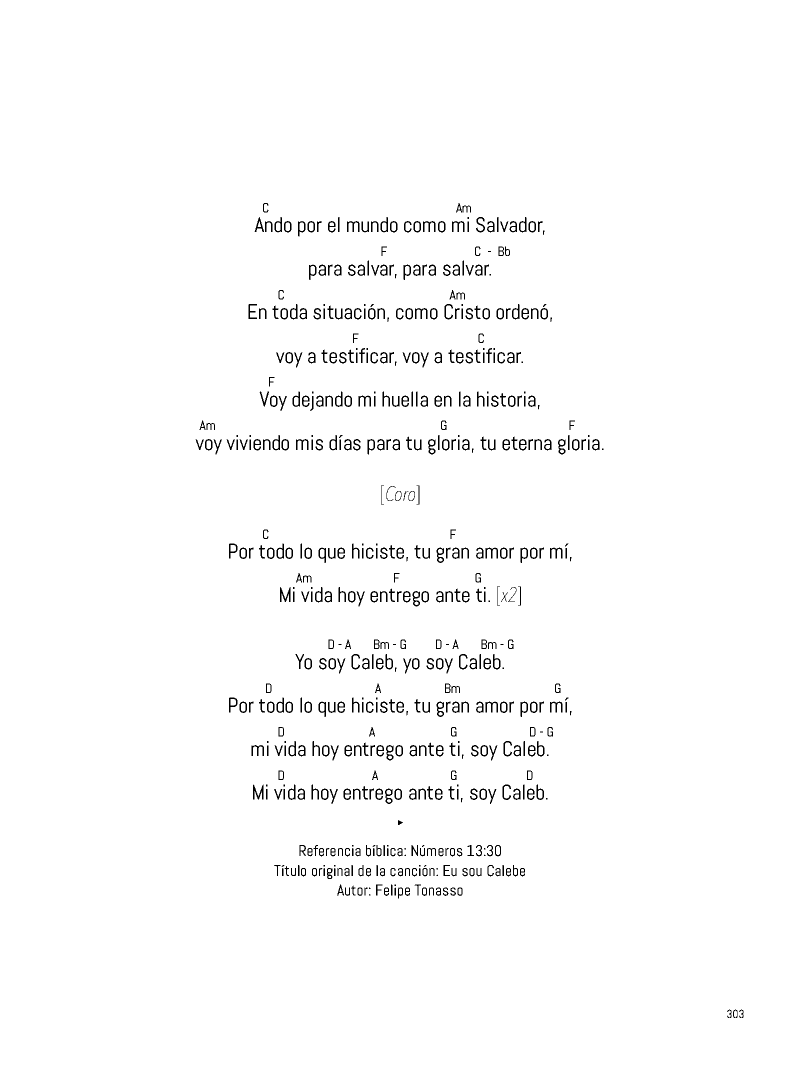 C Am
Ando por el mundo como mi Salvador,
F C - Bb
para salvar, para salvar.
C Am
En toda situación, como Cristo ordenó,
F C
voy a testificar, voy a testificar.
F
Voy dejando mi huella en la historia,
Am G F
voy viviendo mis días para tu gloria, tu eterna gloria.
[Coro]
C F
Por todo lo que hiciste, tu gran amor por mí,
Am F G
Mi vida hoy entrego ante ti. [x2]
D - A Bm - G D - A Bm - G
Yo soy Caleb, yo soy Caleb.
D A Bm G
Por todo lo que hiciste, tu gran amor por mí,
D A G D - G
mi vida hoy entrego ante ti, soy Caleb.
D A G D
Mi vida hoy entrego ante ti, soy Caleb.
Referencia bíblica: Números 13:30
Título original de la canción: Eu sou Calebe
Autor: Felipe Tonasso
303